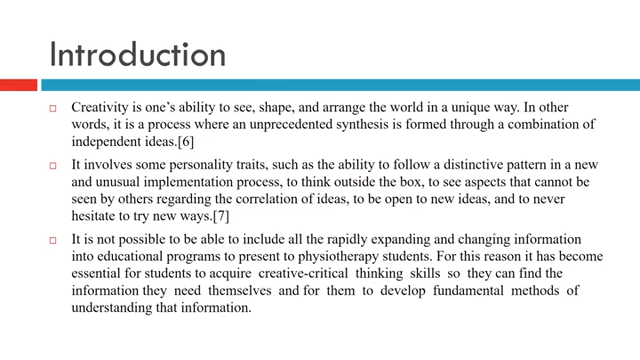 Introduction
Creativity is one's ability to see, shape, and arrange the world in a unique way. In other
words, it is a process where an unprecedented synthesis is formed through a combination of
independent ideas.[6]
It involves some personality traits, such as the ability to follow a distinctive pattern in a new
and unusual implementation process, to think outside the box, to see aspects that cannot be
seen by others regarding the correlation of ideas, to be open to new ideas, and to never
hesitate to try new ways.[7]
It is not possible to be able to include all the rapidly expanding and changing information
into educational programs to present to physiotherapy students. For this reason it has become
essential for students to acquire creative-critical thinking skills so they can find the
information they need themselves and for them to develop fundamental methods of
understanding that information.